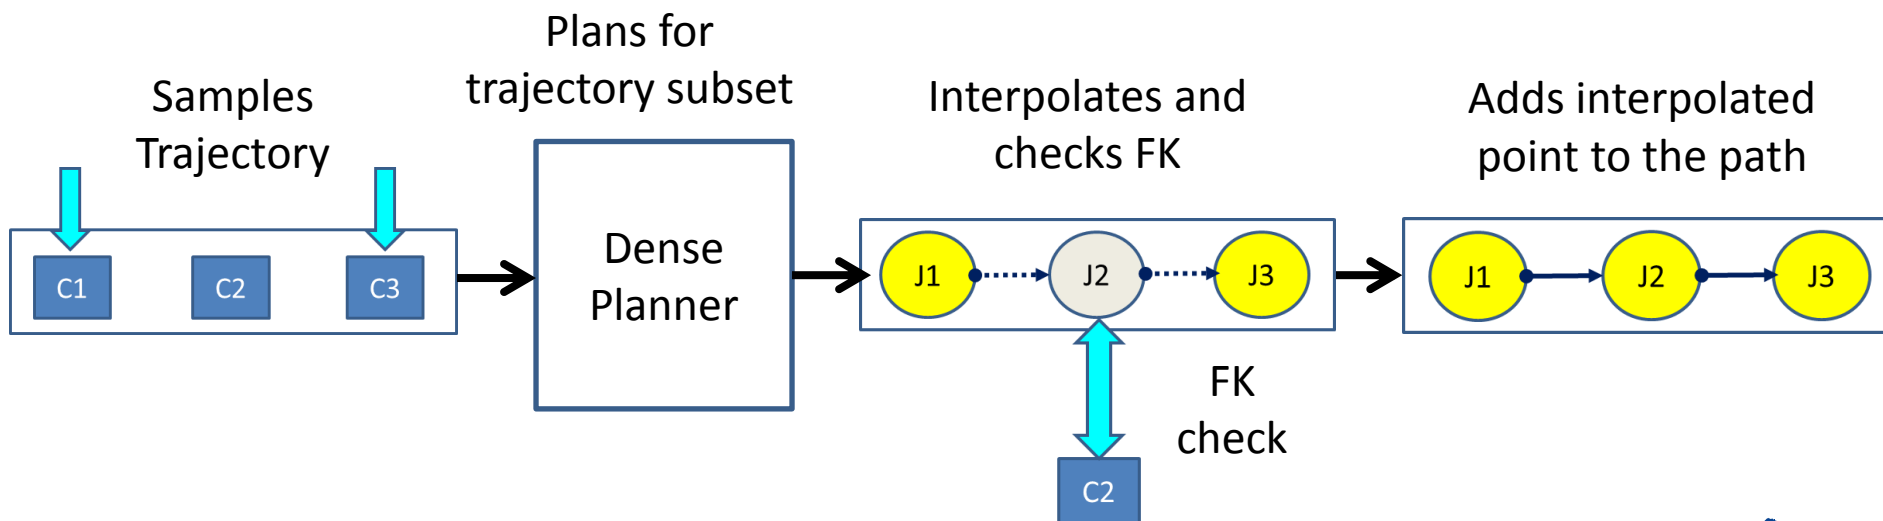 Samples
Trajectory
C1
C2
C3
Plans for
trajectory subset
Dense
Planner
Interpolates and
checks FK
J1
J2
J3
FK
check
C2
Adds interpolated
point to the path
J1
J2
J3